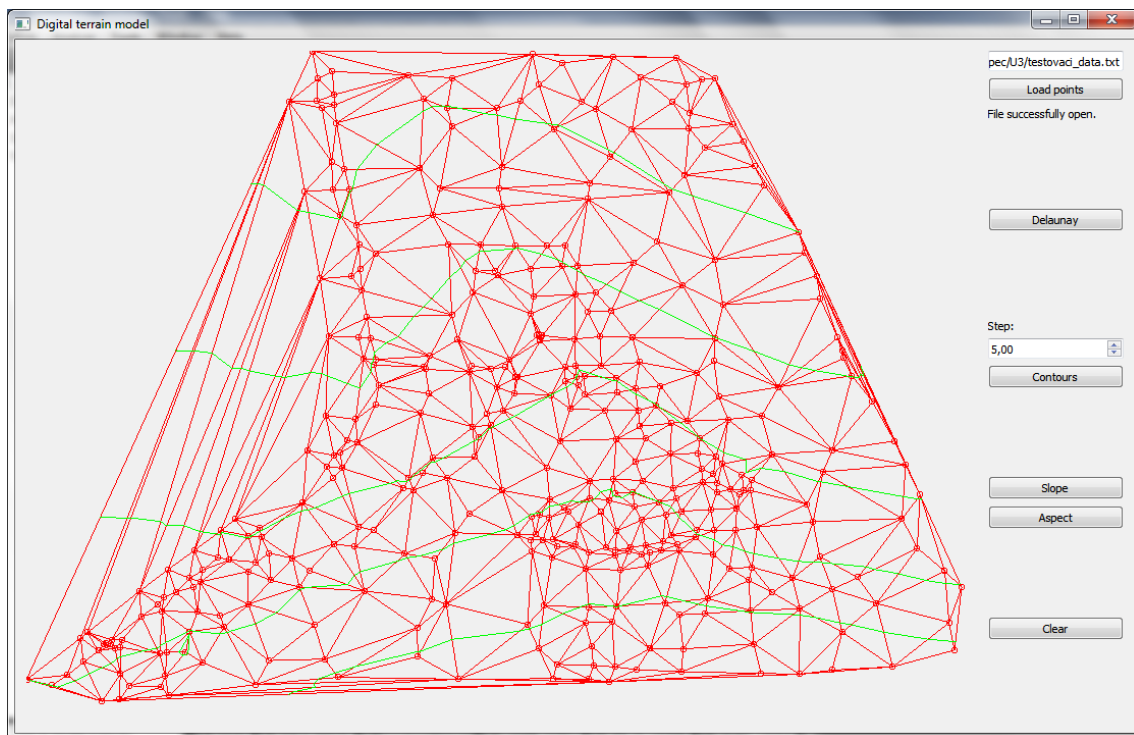 Digital terrain model
pec/U3/testovaci_data.txt
Load points
File successfully open.
Delaunay
Step:
5,00
Contours
Slope
Aspect
Clear